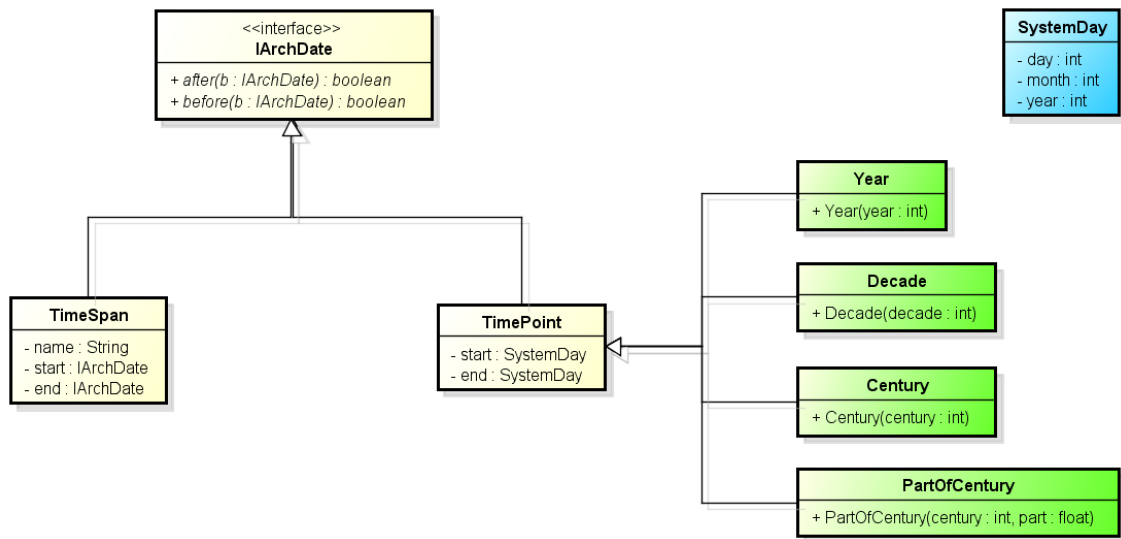 <<interface>>
IArchDate
+ after(b : IArchDate) : boolean
+ before(b : IArchDate) : boolean
SystemDay
- day : int
- month : int
- year : int
Year
+ Year(year : int)
Decade
+ Decade(decade : int)
TimeSpan
- name : String
- start : IArchDate
- end : IArchDate
TimePoint
- start : SystemDay
- end : SystemDay
Century
+ Century(century : int)
PartOfCentury
+ PartOfCentury(century : int, part : float)